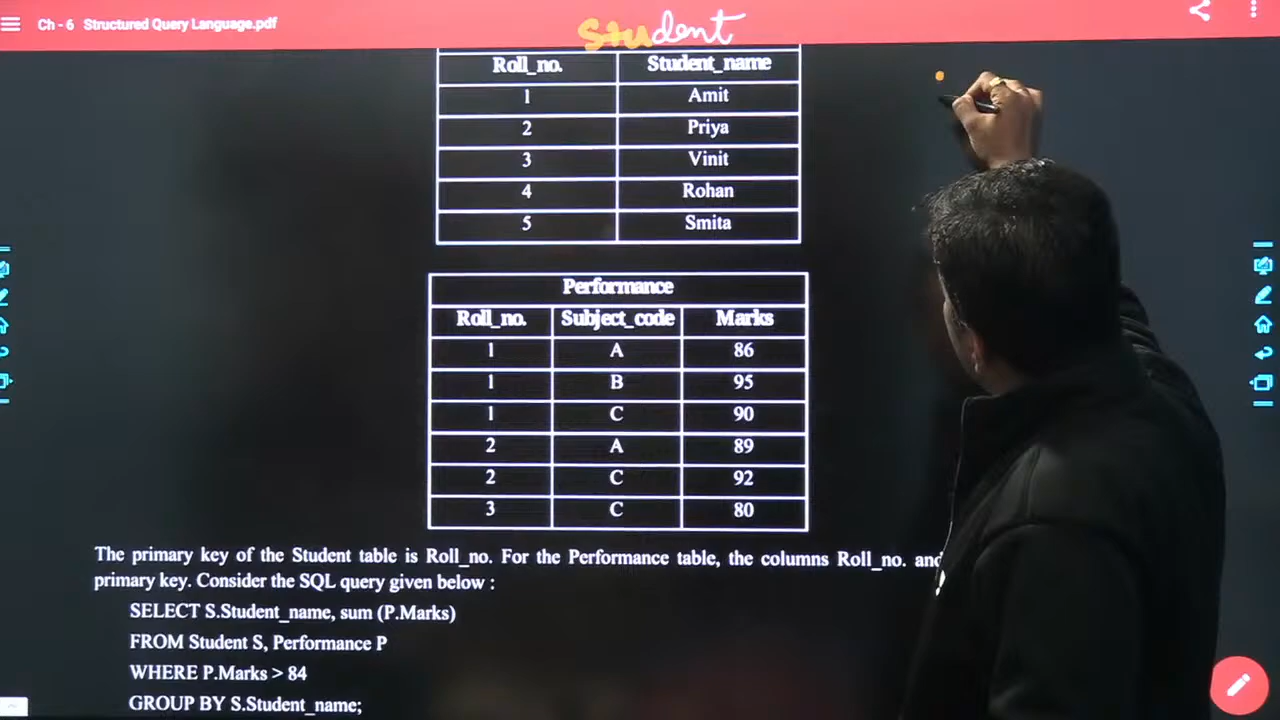 Ch - 6 Structured Query Language.pdf
Student
Roll_no. Student_name
1 Amit
2 Priya
3 Vinit
4 Rohan
5 Smita
Performance
Roll_no. Subject_code Marks
1 A 86
1 B 95
1 C 90
2 A 89
2 C 92
3 C 80
The primary key of the Student table is Roll_no. For the Performance table, the columns Roll_no. and
primary key. Consider the SQL query given below :
SELECT S.Student_name, sum (P.Marks)
FROM Student S, Performance P
WHERE P.Marks > 84
GROUP BY S.Student_name;